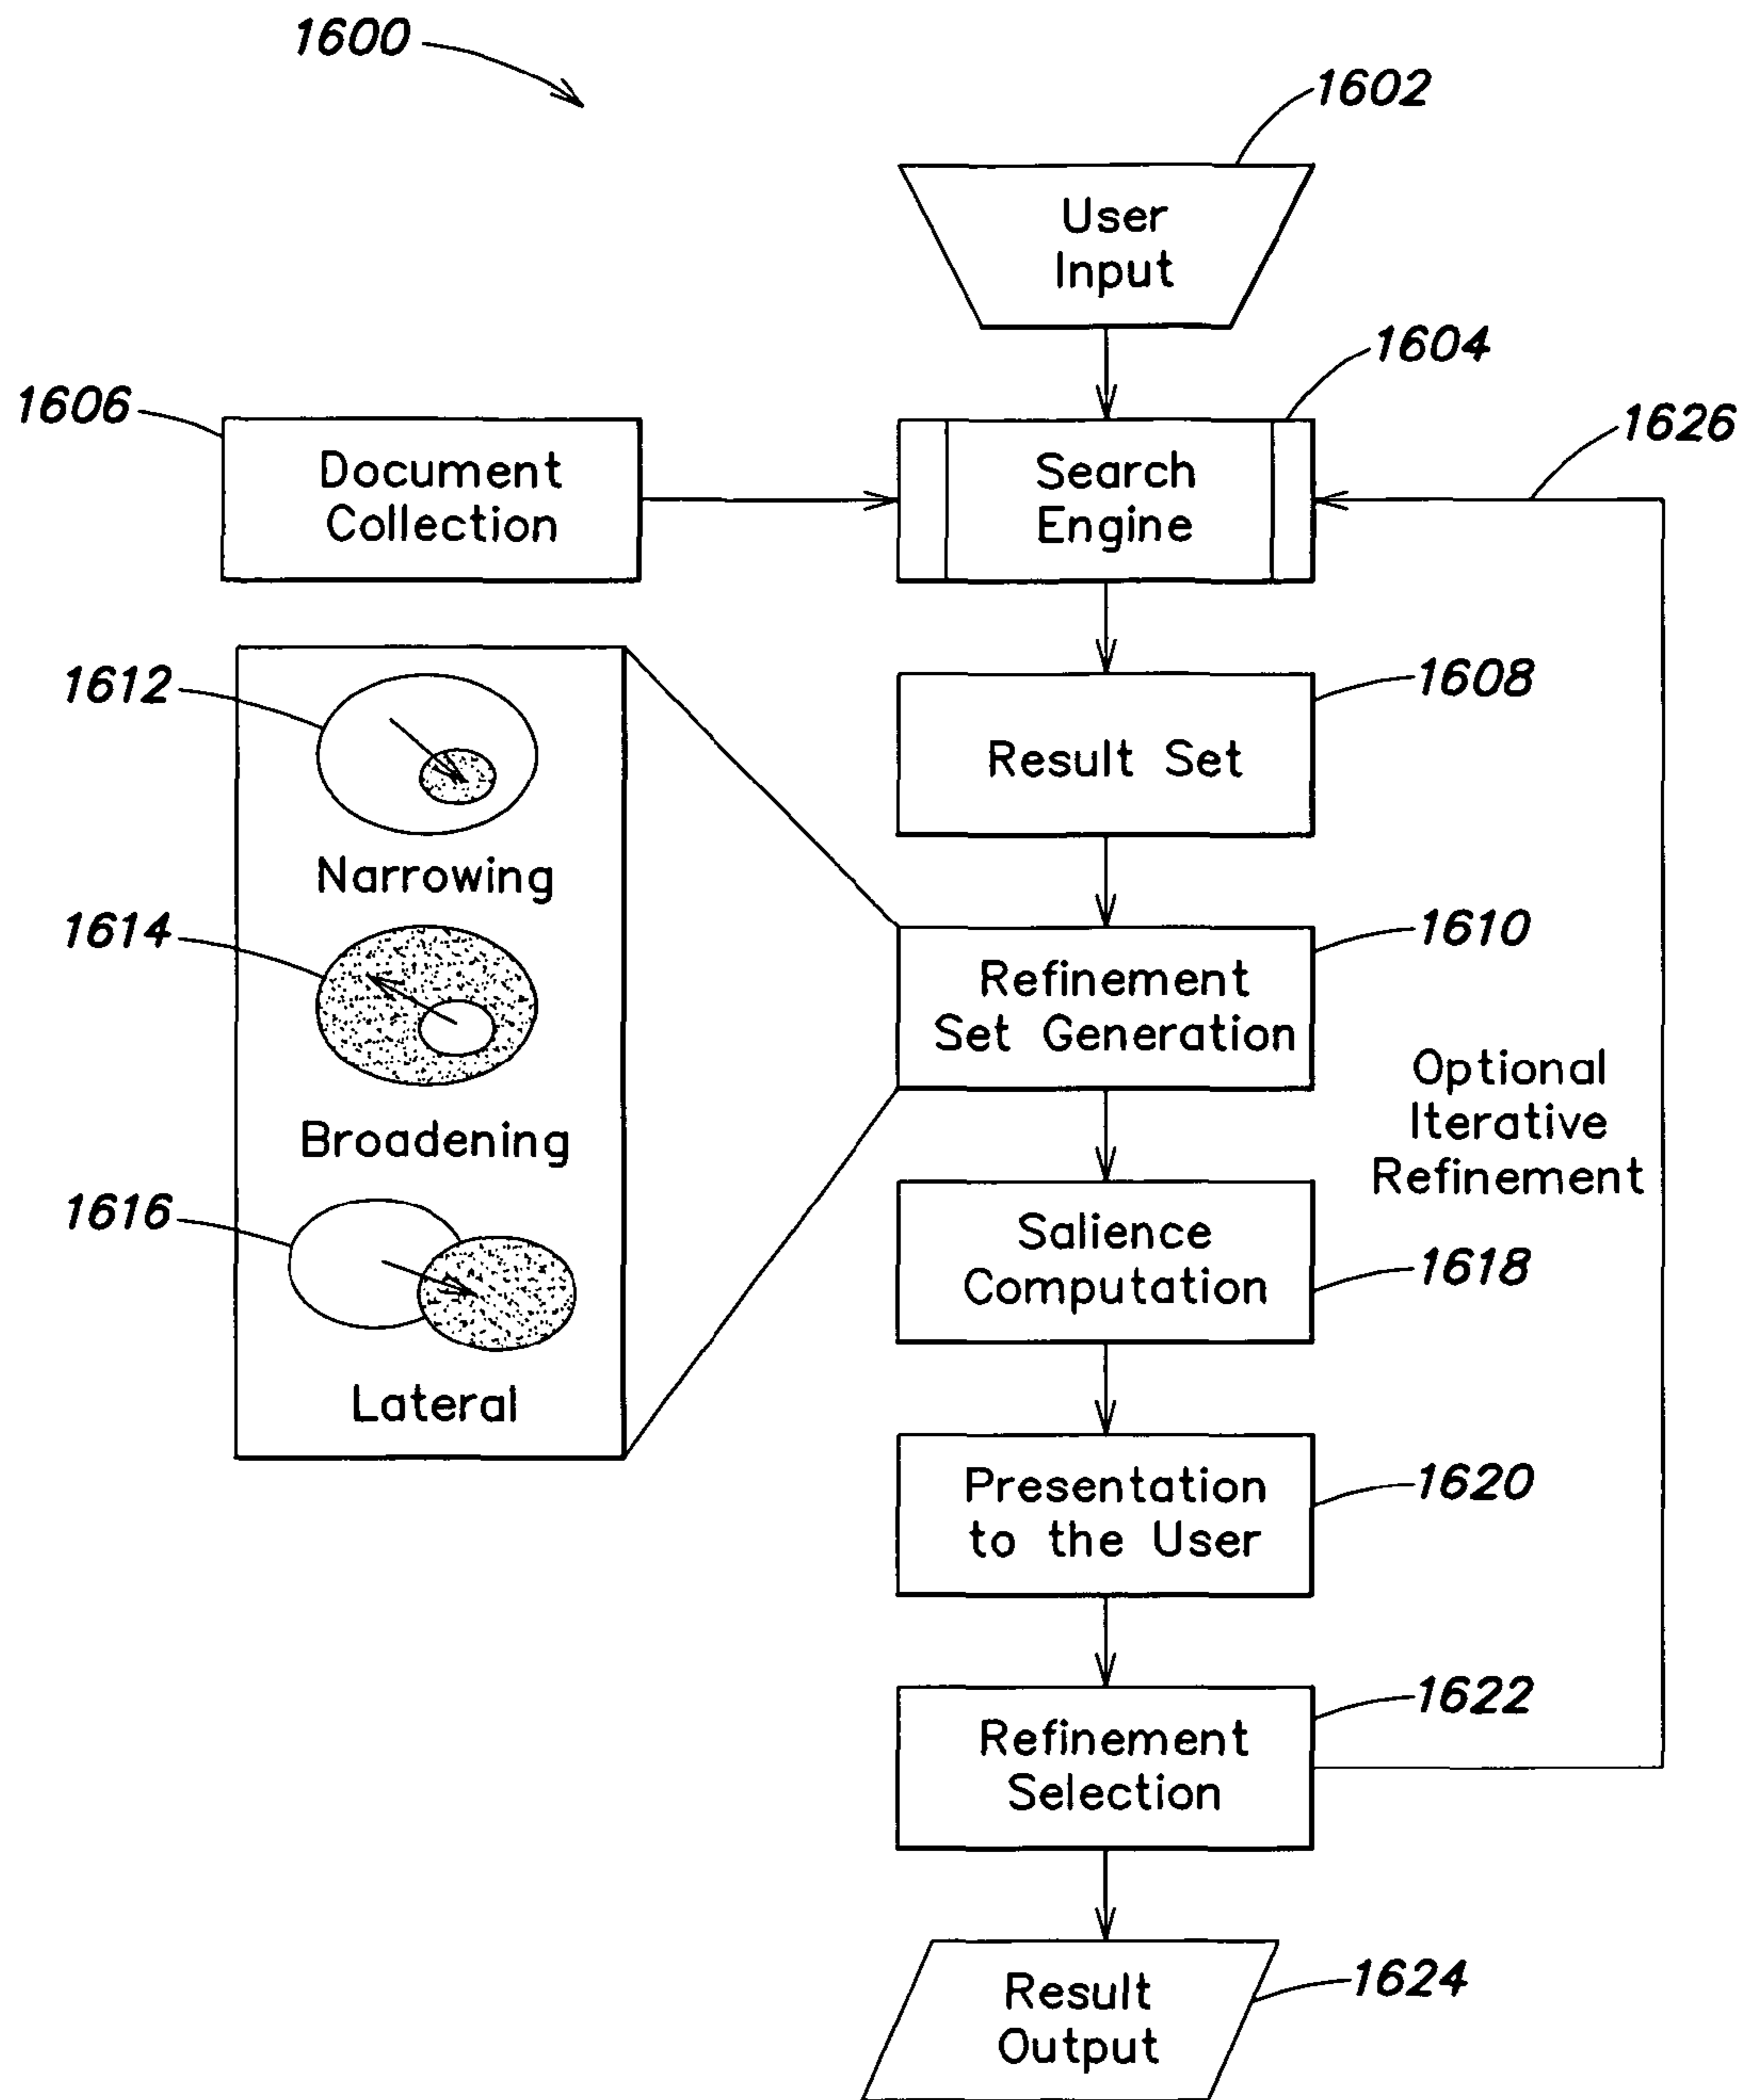 1600
1602
User
Input
1604
1606
1626
Document
Collection
Search
Engine
1612
1608
Result Set
Narrowing
1614
1610
Refinement
Set Generation
Optional
Iterative
Refinement
Broadening
1616
Salience
Computation
1618
Lateral
Presentation
to the User
1620
1622
Refinement
Selection
Result
Output
1624